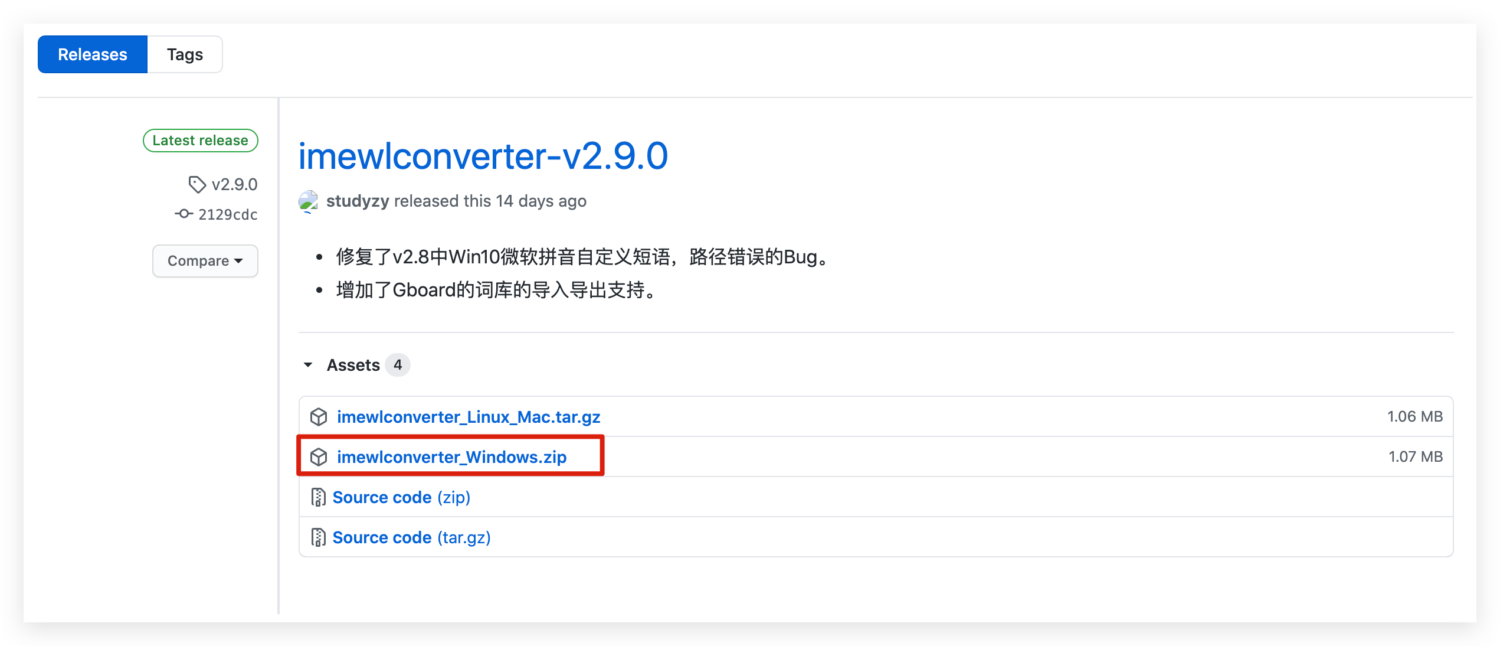 Releases Tags
Latest release
v2.9.0
2129cdc
Compare
imewlconverter-v2.9.0
studyzy released this 14 days ago
修复了v2.8中Win10微软拼音自定义短语，路径错误的Bug。
增加了Gboard的词库的导入导出支持。
Assets 4
imewlconverter_Linux_Mac.tar.gz 1.06 MB
imewlconverter_Windows.zip 1.07 MB
Source code (zip)
Source code (tar.gz)